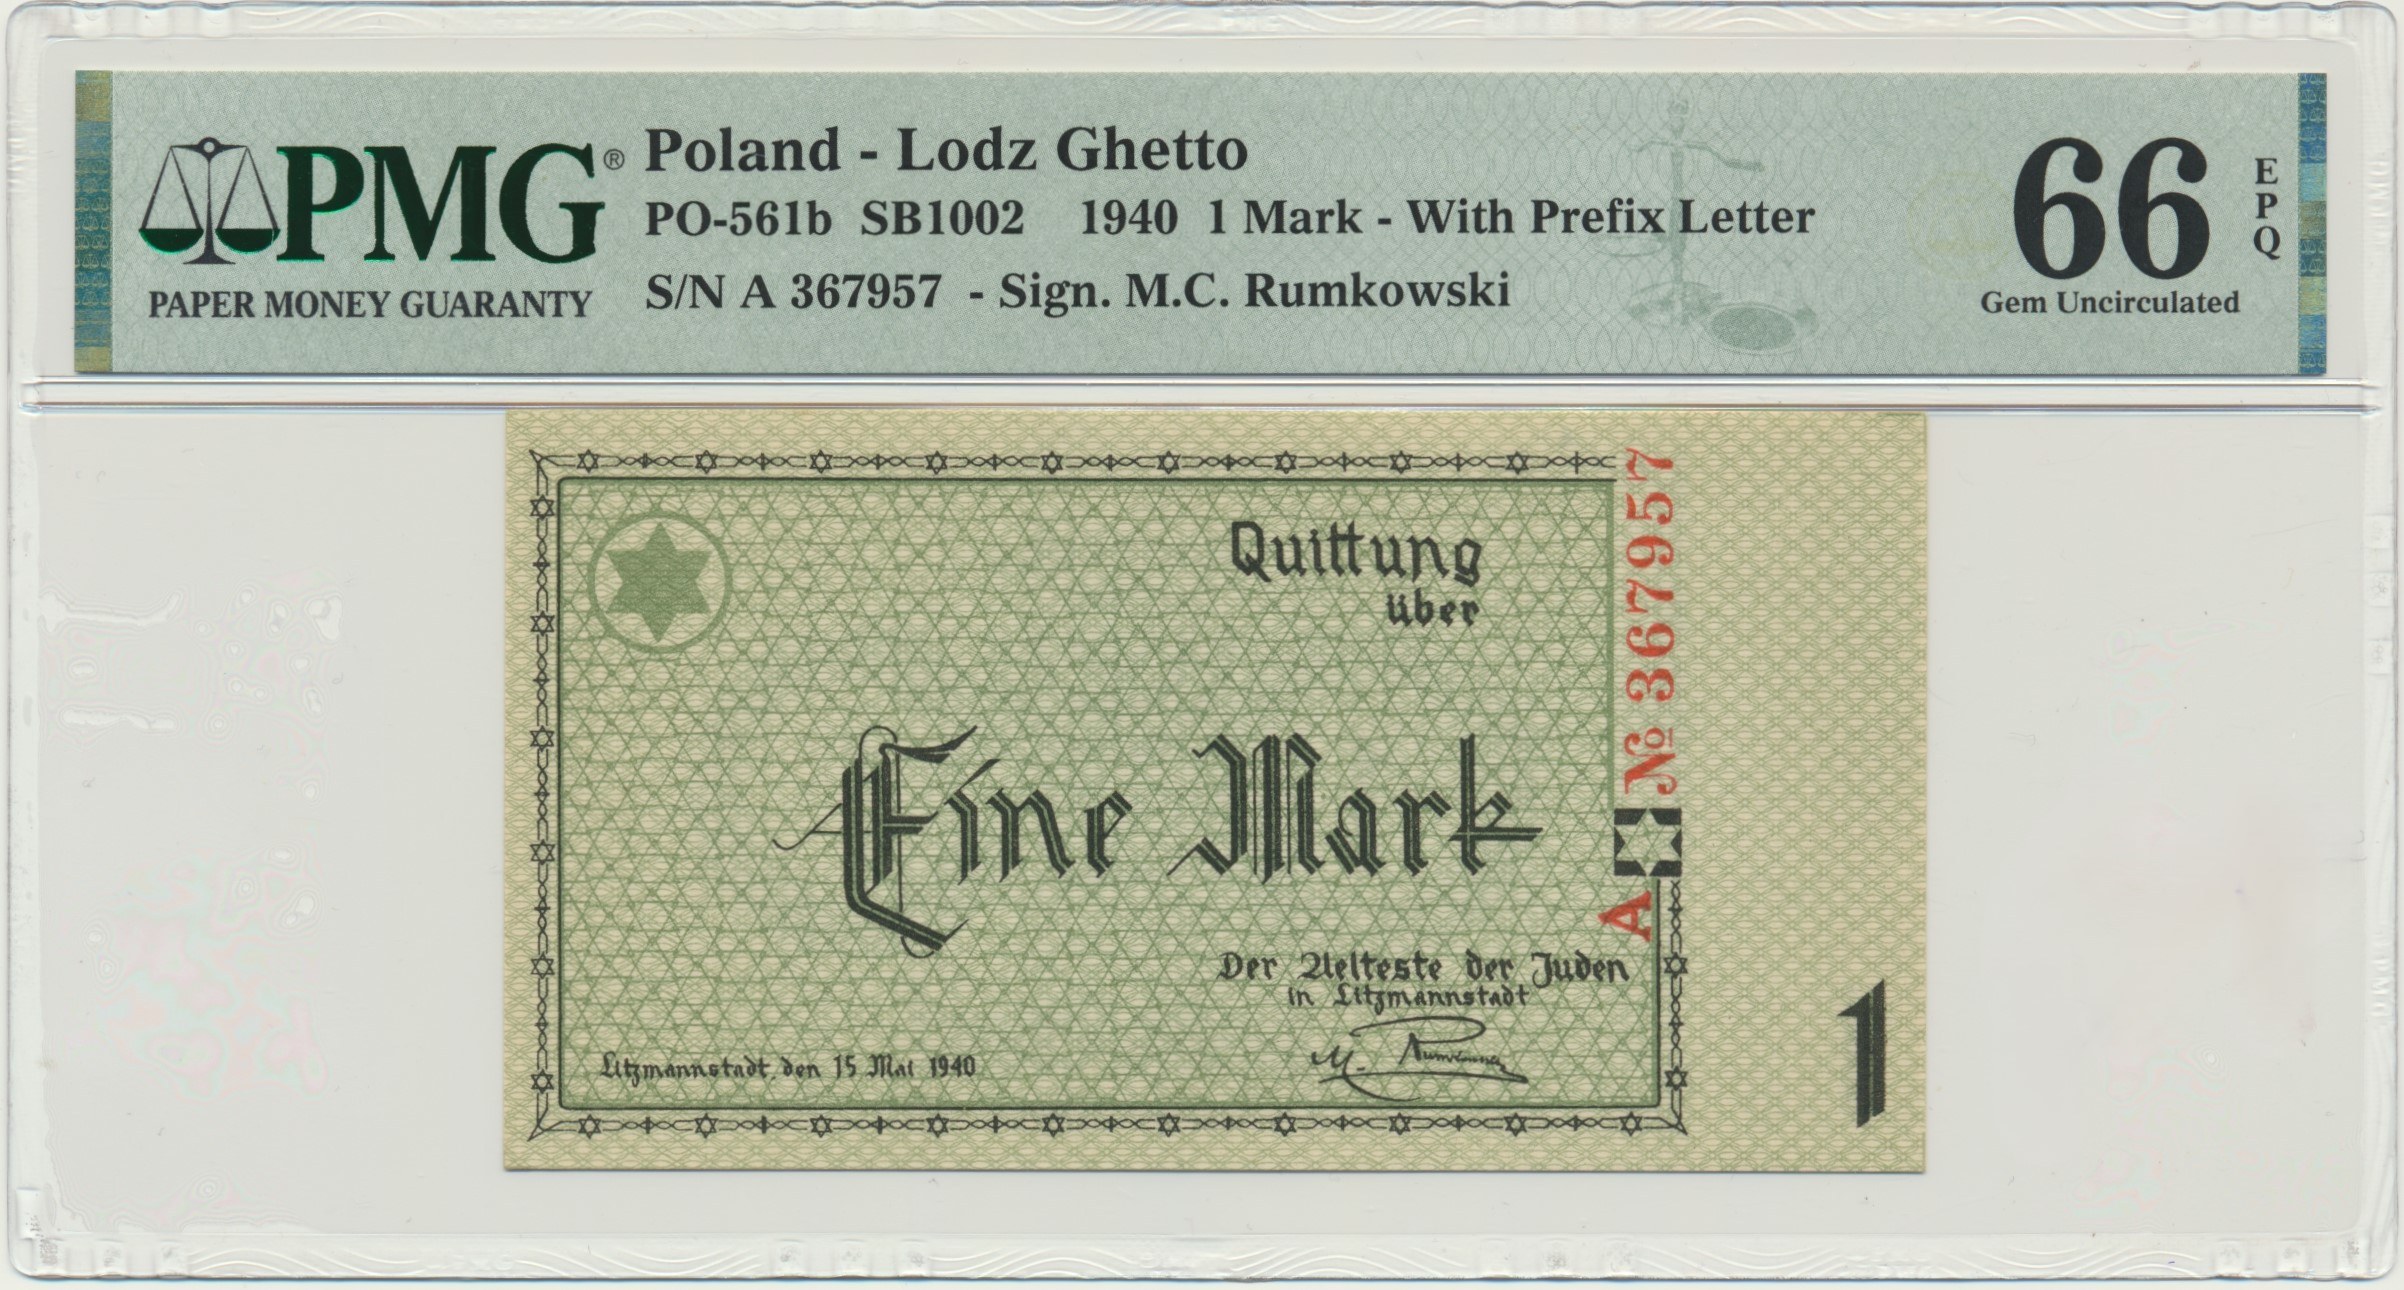 PMG®
PAPER MONEY GUARANTY
Poland - Lodz Ghetto
PO-561b SB1002 1940 1 Mark - With Prefix Letter
S/N A 367957 - Sign. M.C. Rumkowski
66
EPQ
Gem Uncirculated
Quittung
über
Eine Mark
№ 367957
A
Der Aelteste der Juden
in Litzmannstadt
M. Rumkowski
Litzmannstadt, den 15 Mai 1940
1